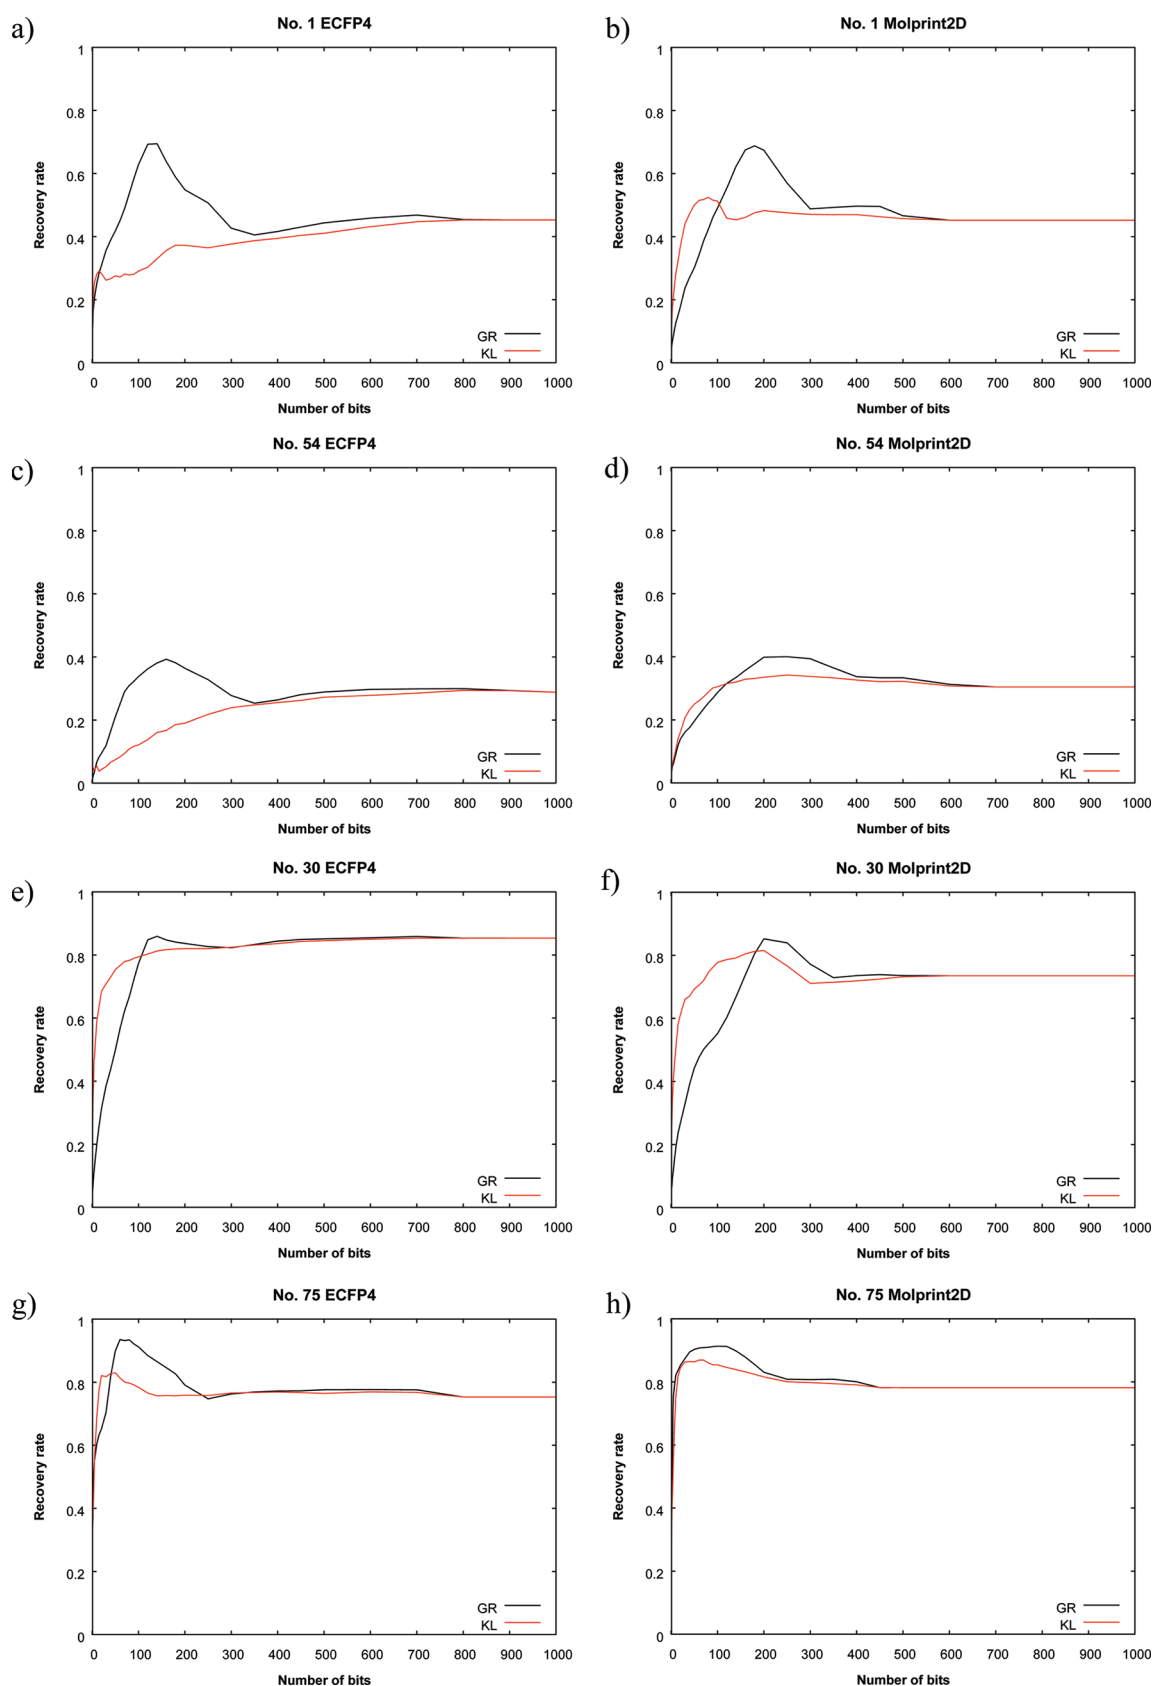 a)
No. 1 ECFP4
1
0.8
0.6
0.4
0.2
0
Recovery rate
GR
KL
0 100 200 300 400 500 600 700 800 900 1000
Number of bits
b)
No. 1 Molprint2D
1
0.8
0.6
0.4
0.2
0
Recovery rate
GR
KL
0 100 200 300 400 500 600 700 800 900 1000
Number of bits
c)
No. 54 ECFP4
1
0.8
0.6
0.4
0.2
0
Recovery rate
GR
KL
0 100 200 300 400 500 600 700 800 900 1000
Number of bits
d)
No. 54 Molprint2D
1
0.8
0.6
0.4
0.2
0
Recovery rate
GR
KL
0 100 200 300 400 500 600 700 800 900 1000
Number of bits
e)
No. 30 ECFP4
1
0.8
0.6
0.4
0.2
0
Recovery rate
GR
KL
0 100 200 300 400 500 600 700 800 900 1000
Number of bits
f)
No. 30 Molprint2D
1
0.8
0.6
0.4
0.2
0
Recovery rate
GR
KL
0 100 200 300 400 500 600 700 800 900 1000
Number of bits
g)
No. 75 ECFP4
1
0.8
0.6
0.4
0.2
0
Recovery rate
GR
KL
0 100 200 300 400 500 600 700 800 900 1000
Number of bits
h)
No. 75 Molprint2D
1
0.8
0.6
0.4
0.2
0
Recovery rate
GR
KL
0 100 200 300 400 500 600 700 800 900 1000
Number of bits